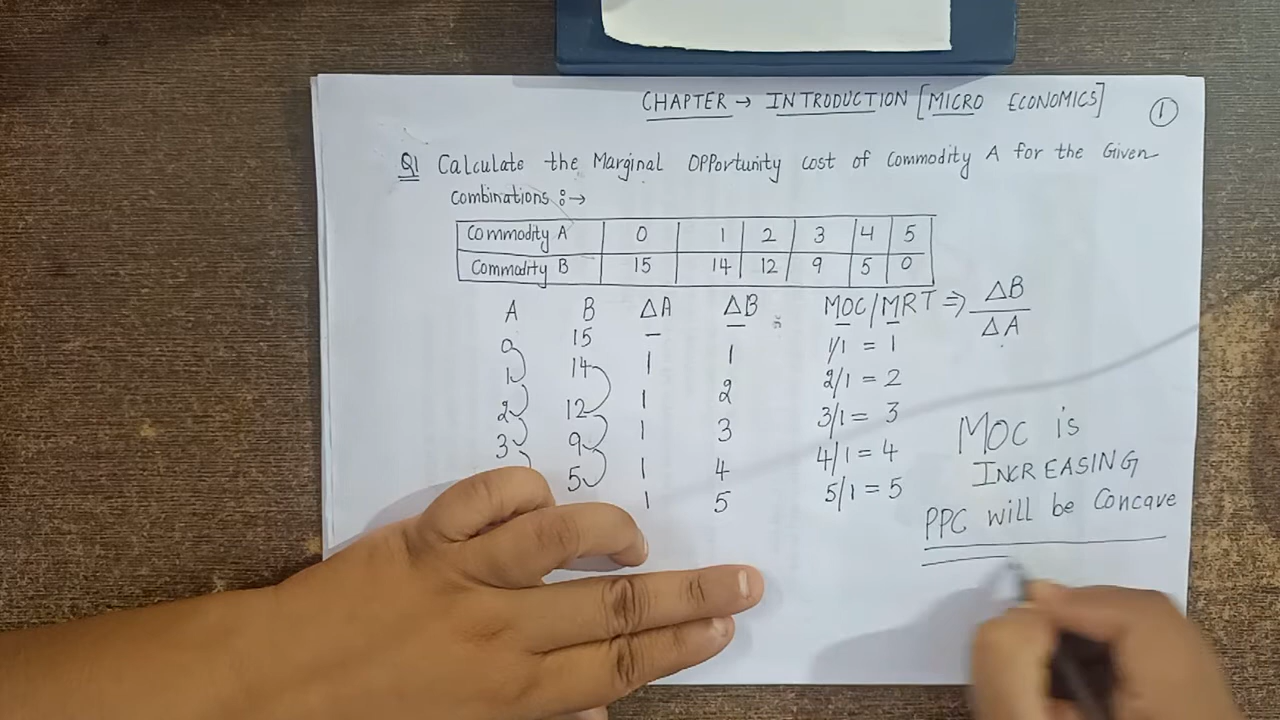 CHAPTER → INTRODUCTION [MICRO ECONOMICS] 1
Q1 Calculate the Marginal Opportunity cost of Commodity A for the Given
Combinations :→
Commodity A 0 1 2 3 4 5
Commodity B 15 14 12 9 5 0
A B ΔA ΔB MOC/MRT ⇒ ΔB/ΔA
0 15 –
1 14 1 1 1/1 = 1
2 12 1 2 2/1 = 2
3 9 1 3 3/1 = 3
5 1 4 4/1 = 4
1 5 5/1 = 5
MOC is
INCREASING
PPC will be Concave